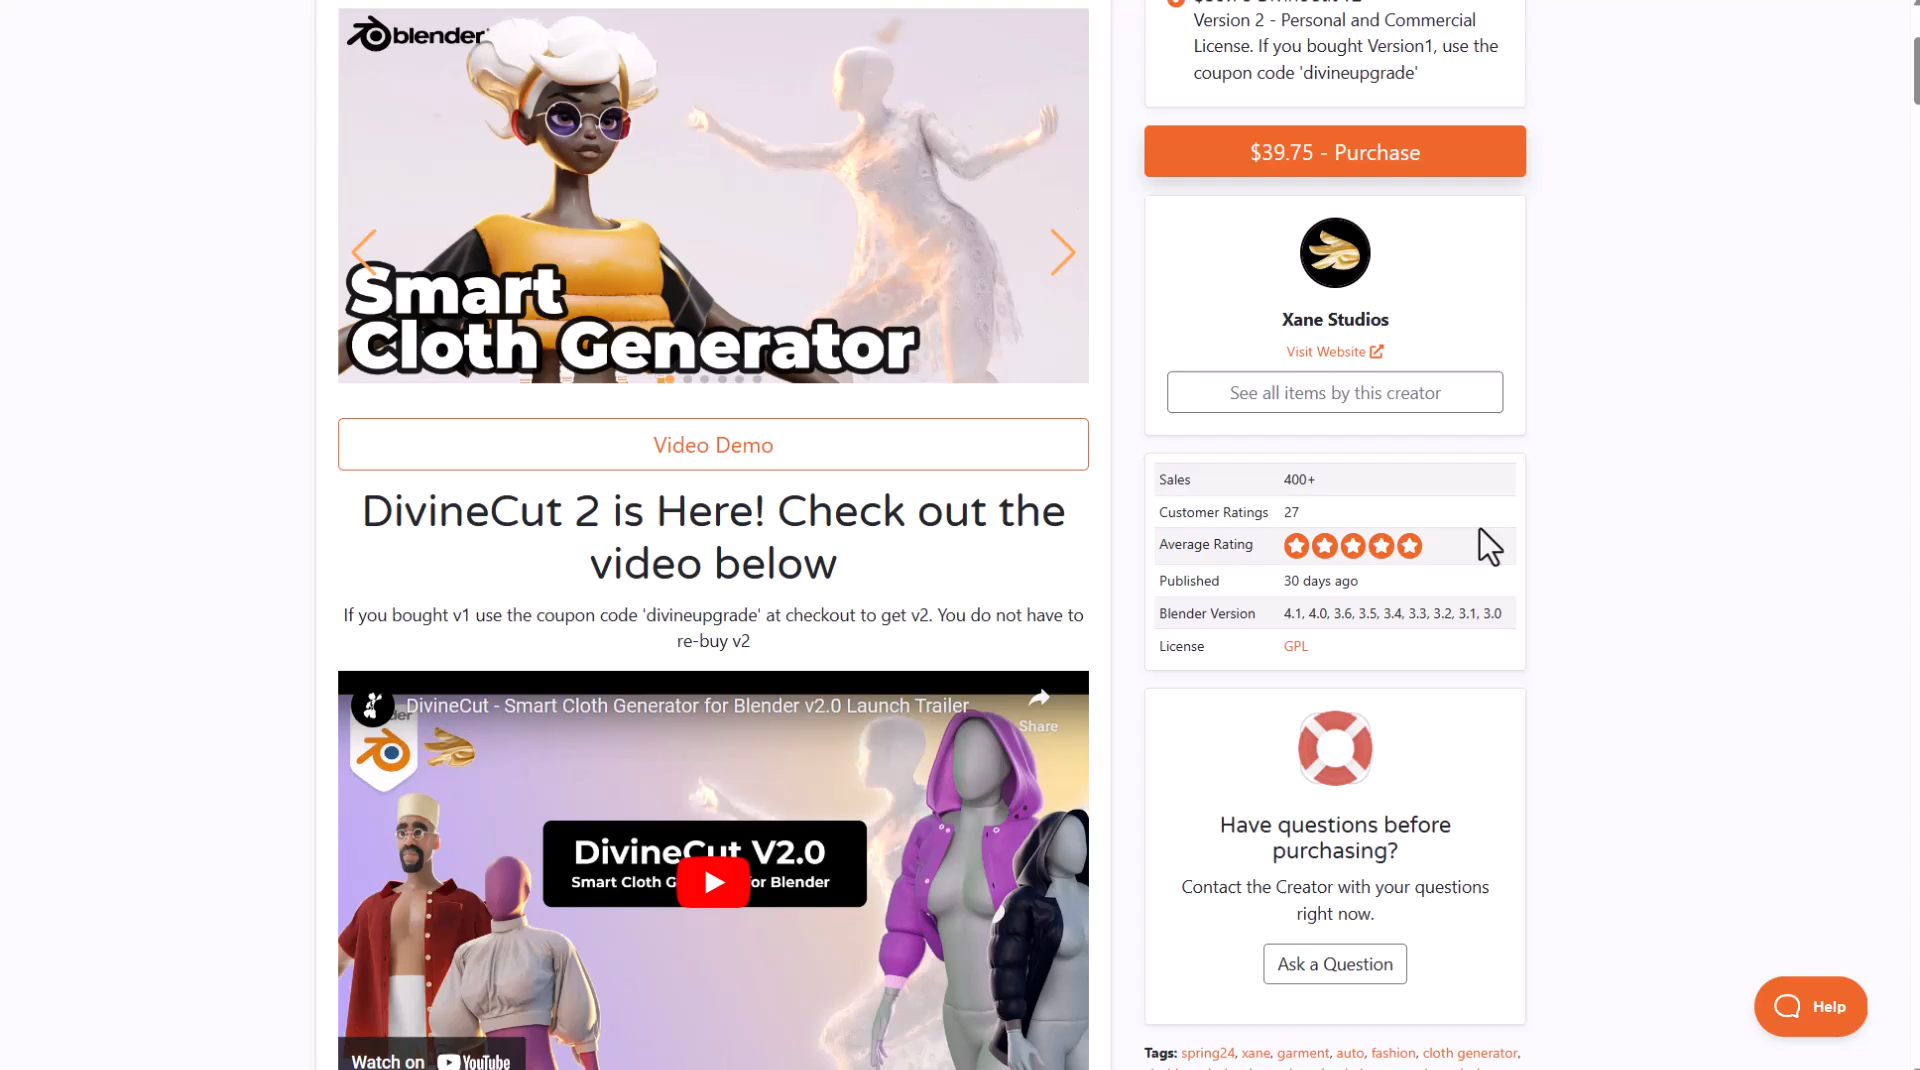 blender
Smart
Cloth Generator
Video Demo
DivineCut 2 is Here! Check out the
video below
If you bought v1 use the coupon code 'divineupgrade' at checkout to get v2. You do not have to
re-buy v2
DivineCut - Smart Cloth Generator for Blender v2.0 Launch Trailer
Share
DivineCut V2.0
Smart Cloth G or Blender
Watch on YouTube
Version 2 - Personal and Commercial
License. If you bought Version1, use the
coupon code 'divineupgrade'
$39.75 - Purchase
Xane Studios
Visit Website
See all items by this creator
Sales 400+
Customer Ratings 27
Average Rating
Published 30 days ago
Blender Version 4.1, 4.0, 3.6, 3.5, 3.4, 3.3, 3.2, 3.1, 3.0
License GPL
Have questions before
purchasing?
Contact the Creator with your questions
right now.
Ask a Question
Help
Tags: spring24, xane, garment, auto, fashion, cloth generator,